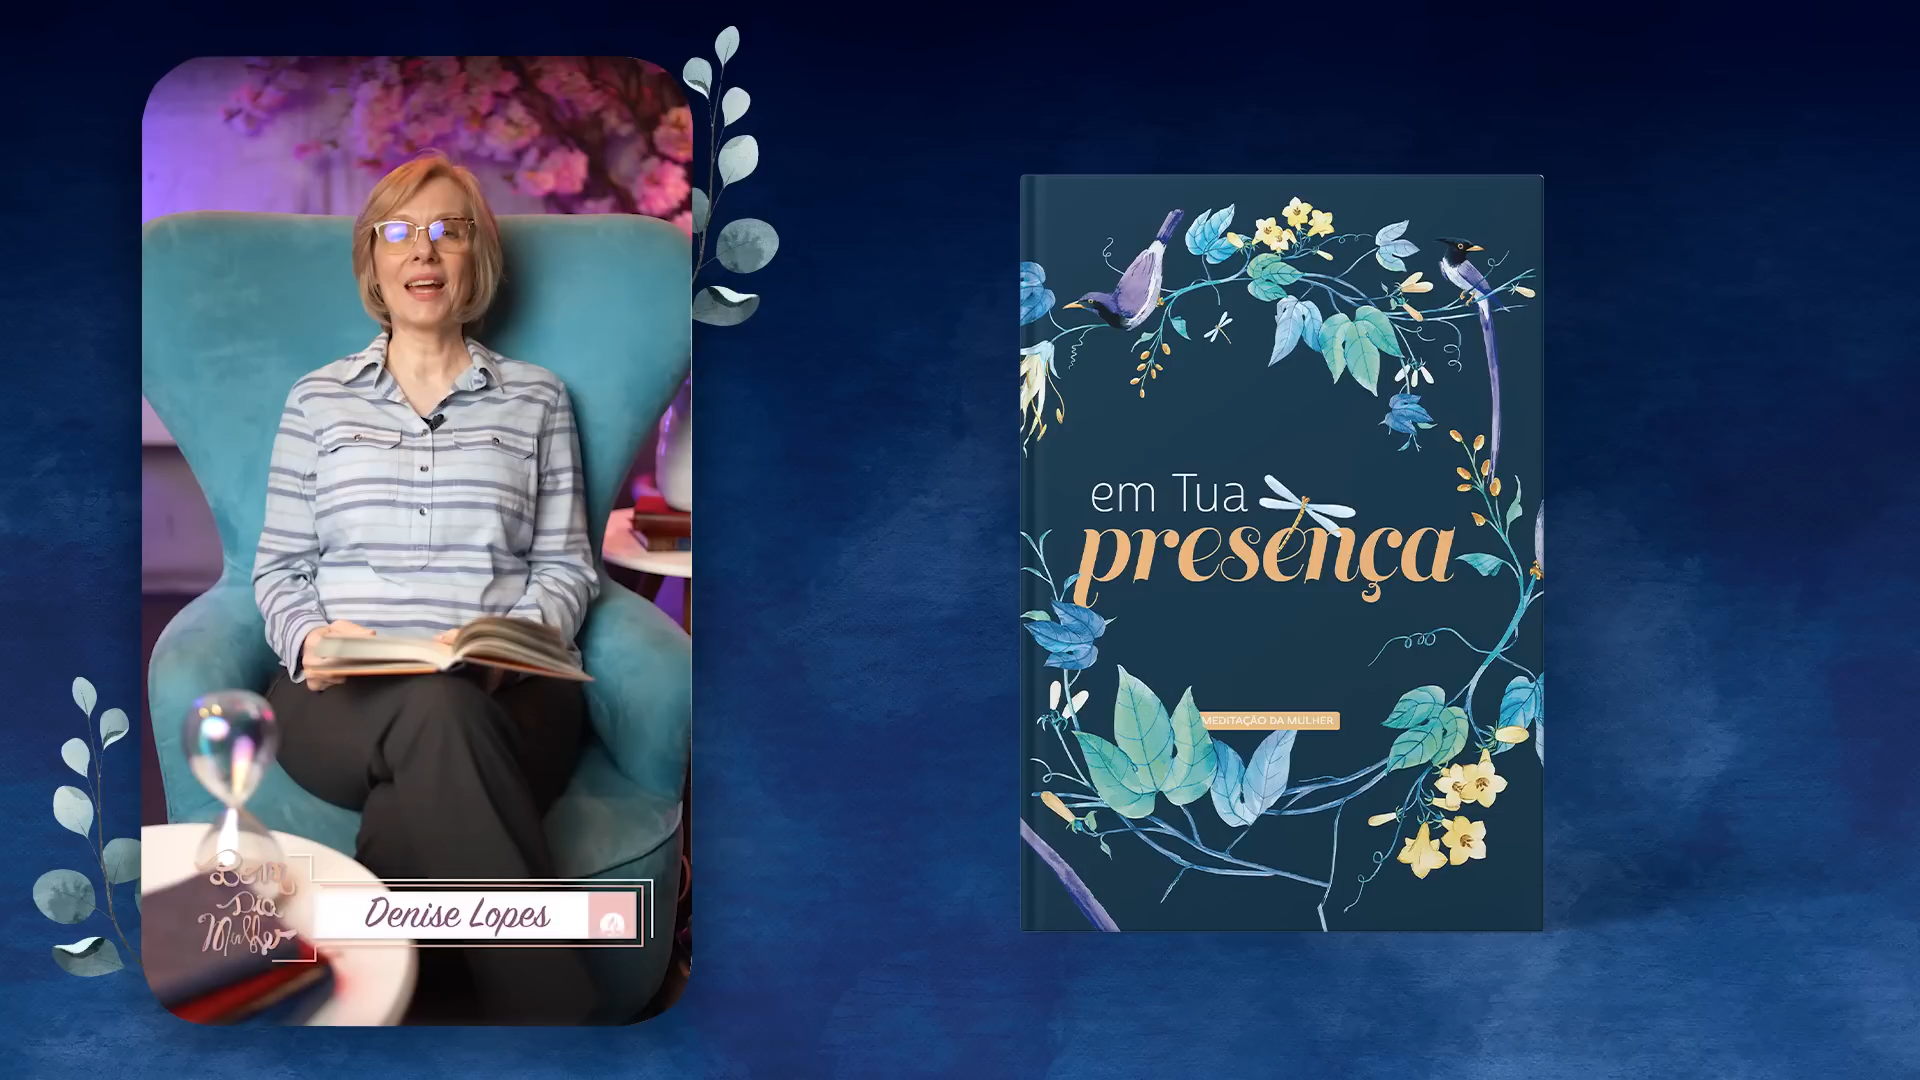 Bom
Dia
Mulher
Denise Lopes
em Tua
presença
MEDITAÇÃO DA MULHER